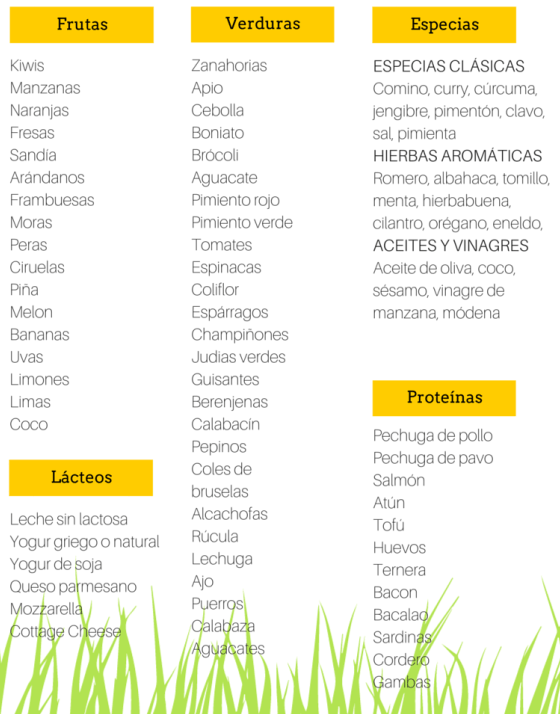 Frutas
Kiwis
Manzanas
Naranjas
Fresas
Sandía
Arándanos
Frambuesas
Moras
Peras
Ciruelas
Piña
Melon
Bananas
Uvas
Limones
Limas
Coco
Lácteos
Leche sin lactosa
Yogur griego o natural
Yogur de soja
Queso parmesano
Mozzarella
Cottage Cheese
Verduras
Zanahorias
Apio
Cebolla
Boniato
Brócoli
Aguacate
Pimiento rojo
Pimiento verde
Tomates
Espinacas
Coliflor
Espárragos
Champiñones
Judias verdes
Guisantes
Berenjenas
Calabacín
Pepinos
Coles de
bruselas
Alcachofas
Rúcula
Lechuga
Ajo
Puerros
Calabaza
Aguacates
Especias
ESPECIAS CLÁSICAS
Comino, curry, cúrcuma,
jengibre, pimentón, clavo,
sal, pimienta
HIERBAS AROMÁTICAS
Romero, albahaca, tomillo,
menta, hierbabuena,
cilantro, orégano, eneldo,
ACEITES Y VINAGRES
Aceite de oliva, coco,
sésamo, vinagre de
manzana, módena
Proteínas
Pechuga de pollo
Pechuga de pavo
Salmón
Atún
Tofú
Huevos
Ternera
Bacon
Bacalao
Sardinas
Cordero
Gambas